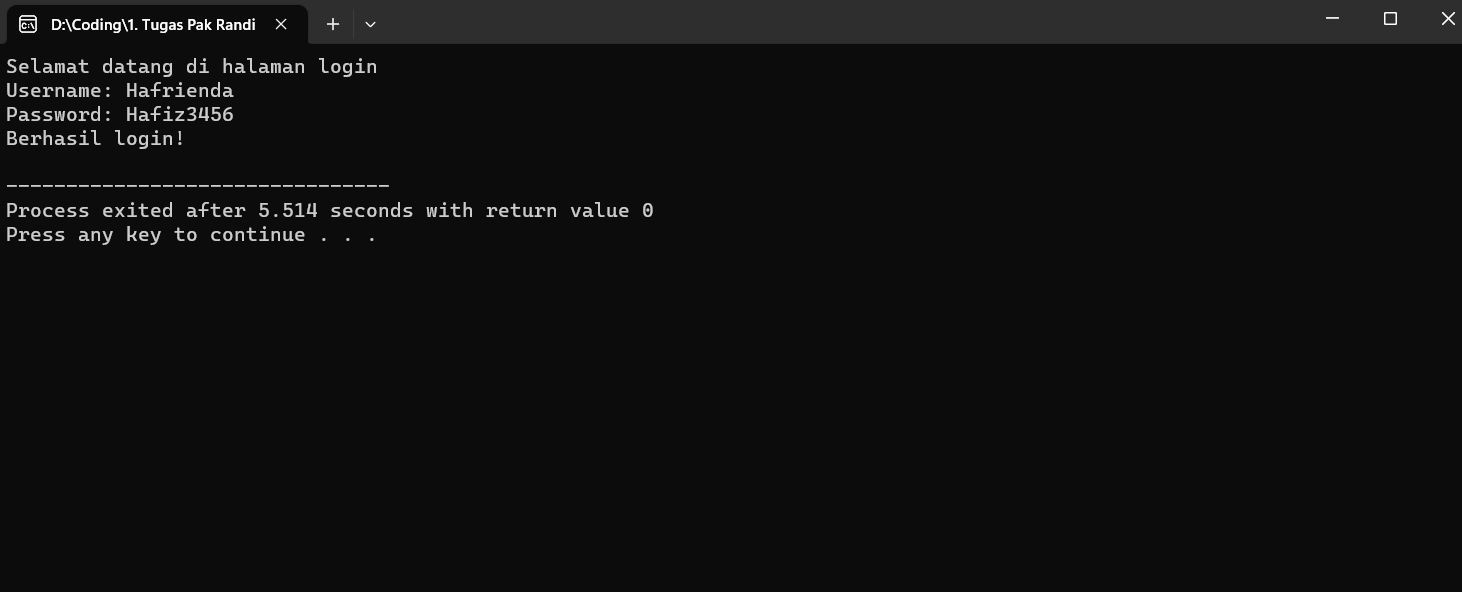 D:\Coding\1. Tugas Pak Randi
Selamat datang di halaman login
Username: Hafrienda
Password: Hafiz3456
Berhasil login!
--------------------------------
Process exited after 5.514 seconds with return value 0
Press any key to continue . . .